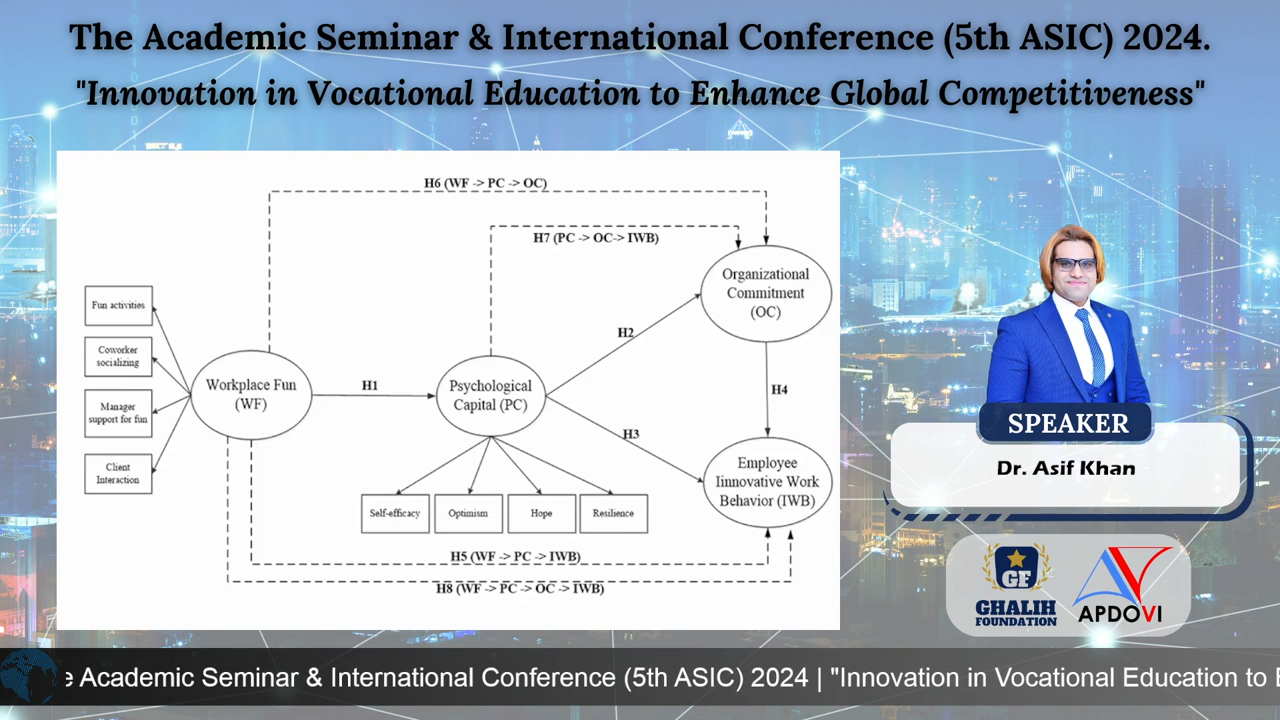 The Academic Seminar & International Conference (5th ASIC) 2024.
"Innovation in Vocational Education to Enhance Global Competitiveness"
H6 (WF -> PC -> OC)
H7 (PC -> OC-> IWB)
Organizational
Commitment
(OC)
Fun activities
Coworker
socializing
Manager
support for fun
Client
Interaction
Workplace Fun
(WF)
H1
Psychological
Capital (PC)
H2
H3
H4
Employee
Iinnovative Work
Behavior (IWB)
Self-efficacy
Optimism
Hope
Resilience
H5 (WF -> PC -> IWB)
H8 (WF -> PC -> OC -> IWB)
SPEAKER
Dr. Asif Khan
GF
GHALIH
FOUNDATION
APDOVI
Academic Seminar & International Conference (5th ASIC) 2024 | "Innovation in Vocational Education to